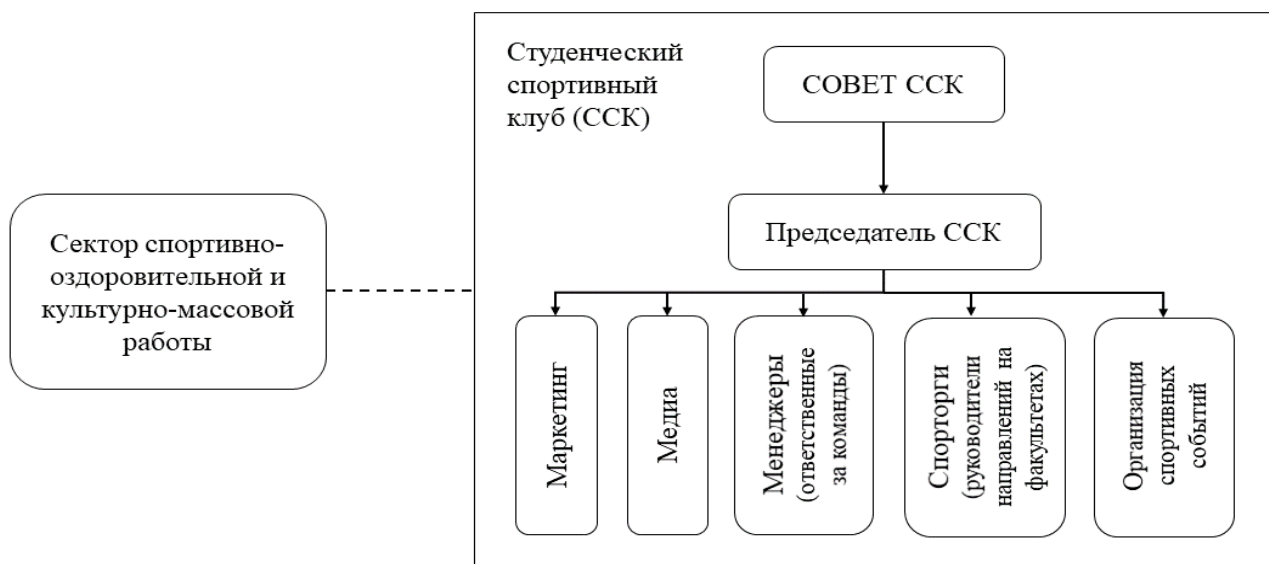 Студенческий
спортивный
клуб (ССК)
СОВЕТ ССК
Председатель ССК
Сектор спортивно-
оздоровительной и
культурно-массовой
работы
Маркетинг
Медиа
Менеджеры
(ответственные
за команды)
Спорторги
(руководители
направлений на
факультетах)
Организация
спортивных
событий